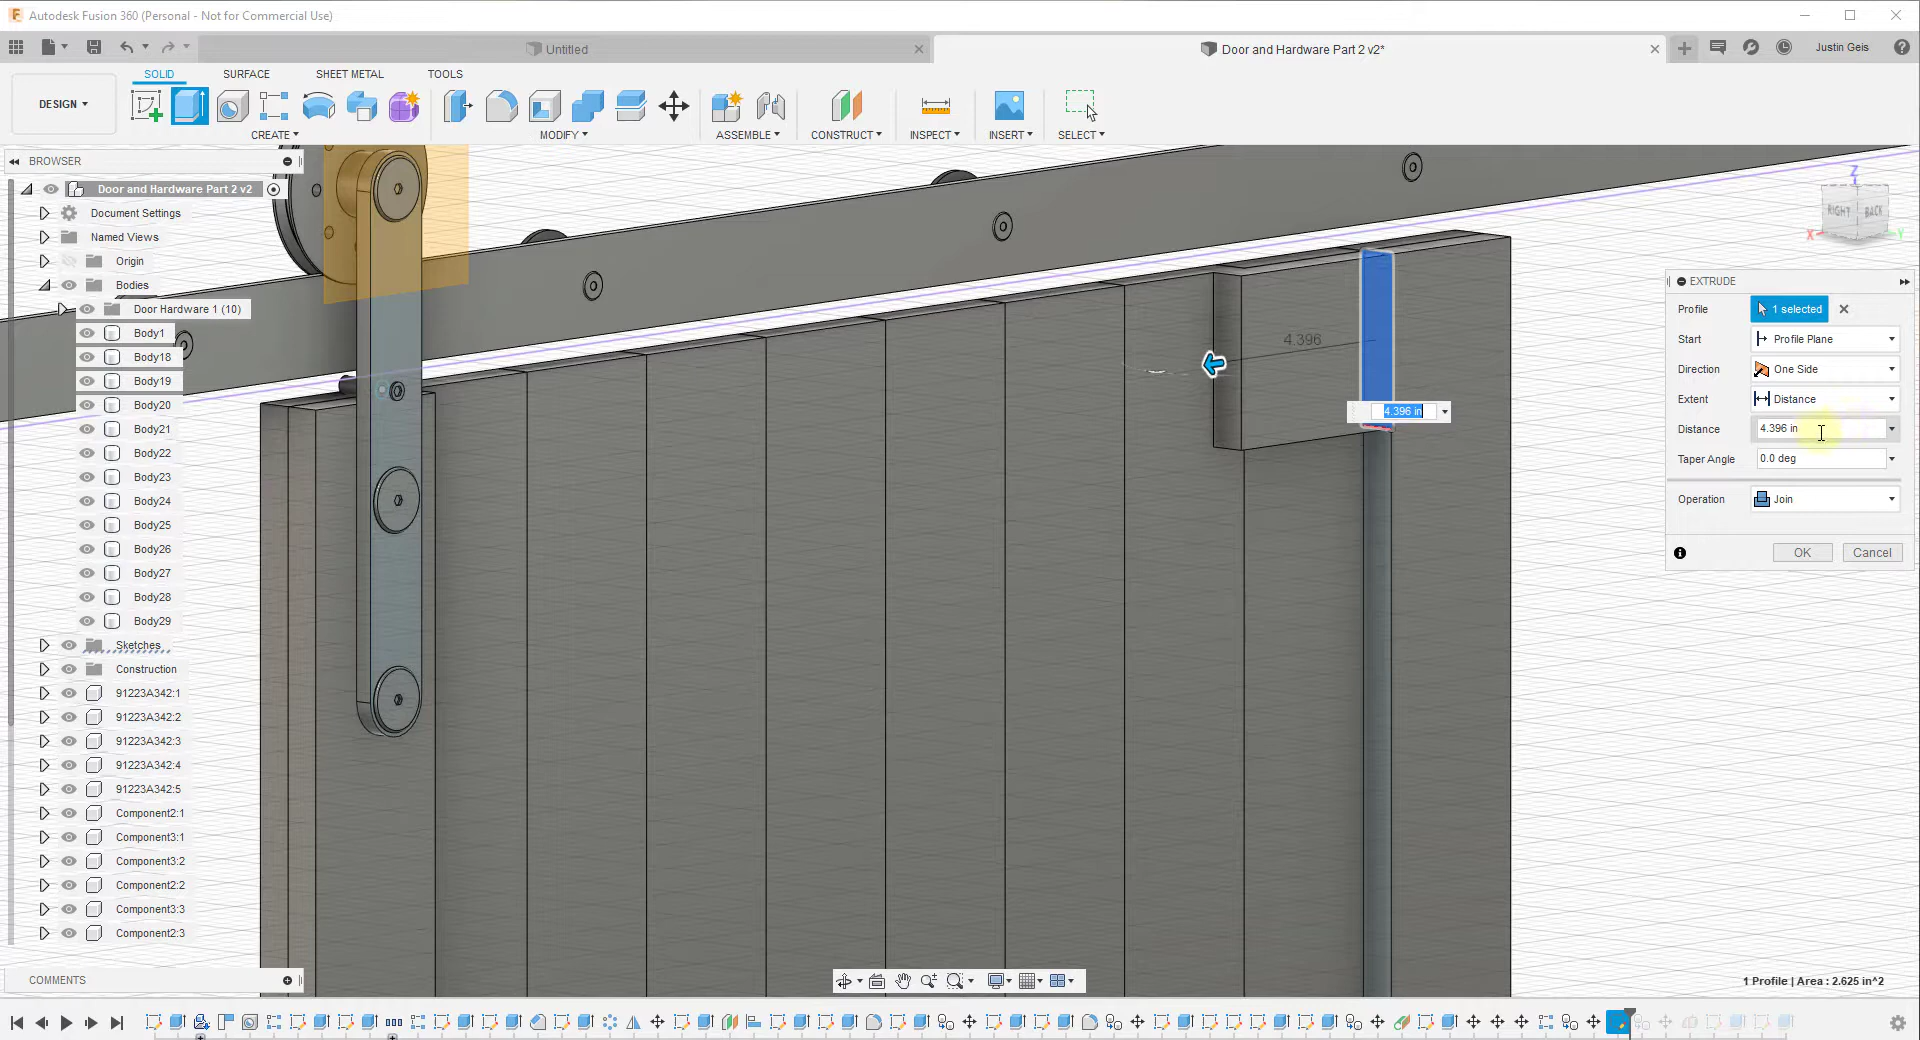 Autodesk Fusion 360 (Personal - Not for Commercial Use)
Untitled
Door and Hardware Part 2 v2*
Justin Geis
SOLID SURFACE SHEET METAL TOOLS
DESIGN
CREATE MODIFY ASSEMBLE CONSTRUCT INSPECT INSERT SELECT
BROWSER
Door and Hardware Part 2 v2
Document Settings
Named Views
Origin
Bodies
Door Hardware 1 (10)
Body1
Body18
Body19
Body20
Body21
Body22
Body23
Body24
Body25
Body26
Body27
Body28
Body29
Sketches
Construction
91223A342:1
91223A342:2
91223A342:3
91223A342:4
91223A342:5
Component2:1
Component3:1
Component3:2
Component2:2
Component3:3
Component2:3
COMMENTS
4.396
4.396 in
Z
RIGHT BACK
X Y
EXTRUDE
Profile 1 selected
Start Profile Plane
Direction One Side
Extent Distance
Distance 4.396 in
Taper Angle 0.0 deg
Operation Join
OK Cancel
1 Profile | Area : 2.625 in^2